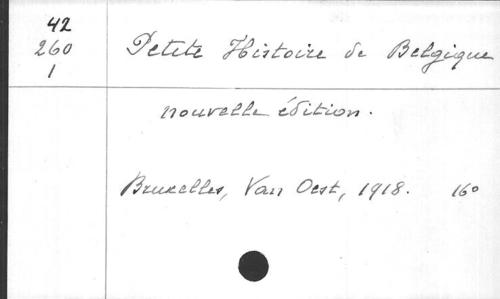 42
260
1
Petite Histoire de Belgique
nouvelle édition.
Bruxelles, Van Oest, 1918. 16°